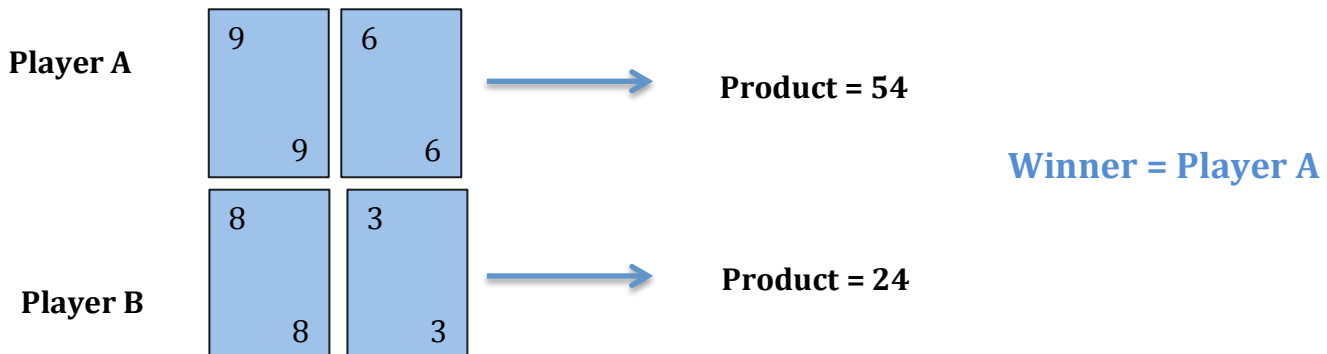 Player A
9
6
9
6
Product = 54
Winner = Player A
Player B
8
3
8
3
Product = 24